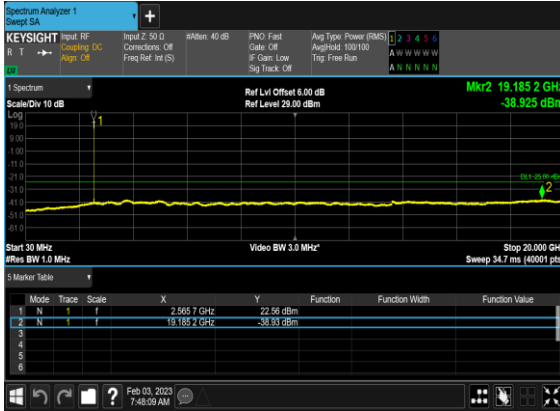 Spectrum Analyzer 1
Swept SA
+
KEYSIGHT
R T
Input: RF
Coupling: DC
Align: Off
Input Z: 50 Ω
Corrections: Off
Freq Ref: Int (S)
#Atten: 40 dB
PNO: Fast
Gate: Off
IF Gain: Low
Sig Track: Off
Avg Type: Power (RMS)
Avg|Hold: 100/100
Trig: Free Run
1 2 3 4 5 6
A W W W W W
A N N N N N
1 Spectrum
Scale/Div 10 dB
Ref Lvl Offset 6.00 dB
Ref Level 29.00 dBm
Mkr2 19.185 2 GHz
-38.925 dBm
Log
19.0
9.00
-1.00
-11.0
-21.0
-31.0
-41.0
-51.0
-61.0
1
2
Start 30 MHz
#Res BW 1.0 MHz
Video BW 3.0 MHz*
Stop 20.000 GH
Sweep 34.7 ms (40001 pts
5 Marker Table
Mode Trace Scale X Y Function Function Width Function Value
1 N 1 f 2.565 7 GHz 22.56 dBm
2 N 1 f 19.185 2 GHz -38.93 dBm
3
4
5
6
?
Feb 03, 2023
7:48:09 AM